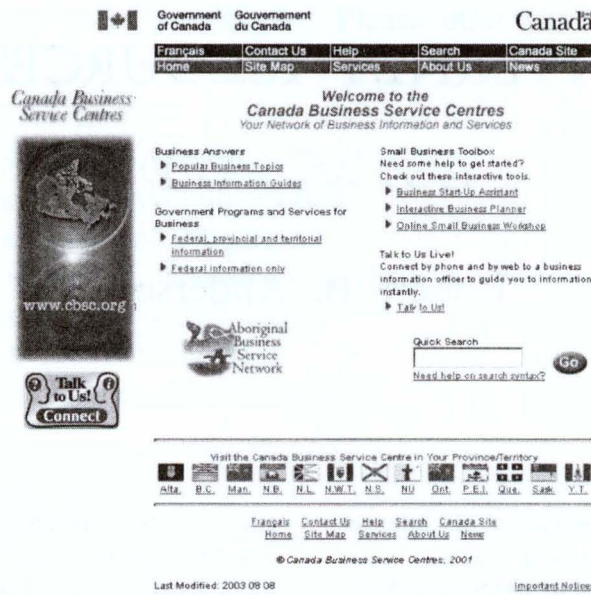 Government of Canada
Gouvernement du Canada
Canada
Français Contact Us Help Search Canada Site
Home Site Map Services About Us News
Canada Business Service Centres
www.cbsc.org
Talk to Us!
Connect
Welcome to the
Canada Business Service Centres
Your Network of Business Information and Services
Business Answers
Popular Business Topics
Business Information Guides
Government Programs and Services for Business
Federal, provincial and territorial information
Federal information only
Aboriginal Business Service Network
Small Business Toolbox
Need some help to get started?
Check out these interactive tools.
Business Start-Up Assistant
Interactive Business Planner
Online Small Business Workshop
Talk to Us Live!
Connect by phone and by web to a business
information officer to guide you to information
instantly.
Talk to Us!
Quick Search
Go
Need help on search syntax?
Visit the Canada Business Service Centre in Your Province/Territory
Alta. B.C. Man. N.B. N.L. N.W.T. N.S. NU Ont. P.E.I. Que. Sask. Y.T.
Français Contact Us Help Search Canada Site
Home Site Map Services About Us News
© Canada Business Service Centres, 2001
Last Modified: 2003 08 08
Important Notices